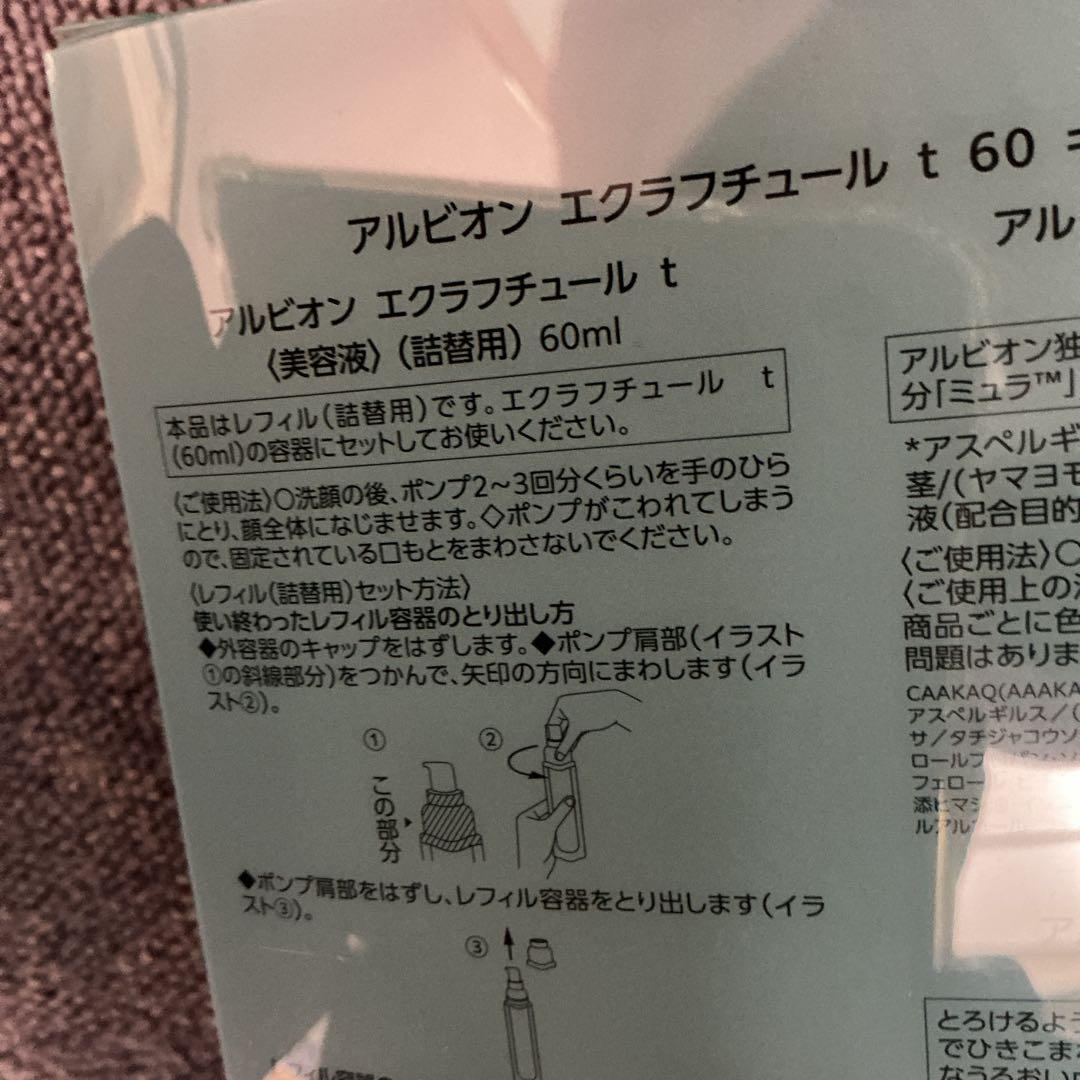 アルビオン エクラフチュール t 60
アルビオン エクラフチュール t
〈美容液〉(詰替用) 60ml
本品はレフィル(詰替用)です。エクラフチュール t
(60ml)の容器にセットしてお使いください。
〈ご使用法〉○洗顔の後、ポンプ2~3回分くらいを手のひら
にとり、顔全体になじませます。◇ポンプがこわれてしまう
ので、固定されている口もとをまわさないでください。
〈レフィル(詰替用)セット方法〉
使い終わったレフィル容器のとり出し方
◆外容器のキャップをはずします。◆ポンプ肩部(イラスト
①の斜線部分)をつかんで、矢印の方向にまわします(イラ
スト②)。
① ②
この部分
◆ポンプ肩部をはずし、レフィル容器をとり出します(イラ
スト③)。
③
アル
アルビオン独
分「ミュラ™」
*アスペルギ
茎/(ヤマヨモ
液(配合目的
〈ご使用法〉○
〈ご使用上の注
商品ごとに色
問題はありま
CAAKAQ(AAAKA
アスペルギルス/(
サ/タチジャコウソ
ロールプ
フェロー
添ヒマシ
ルアル
とろけるよう
でひきこまれ
なうるおい